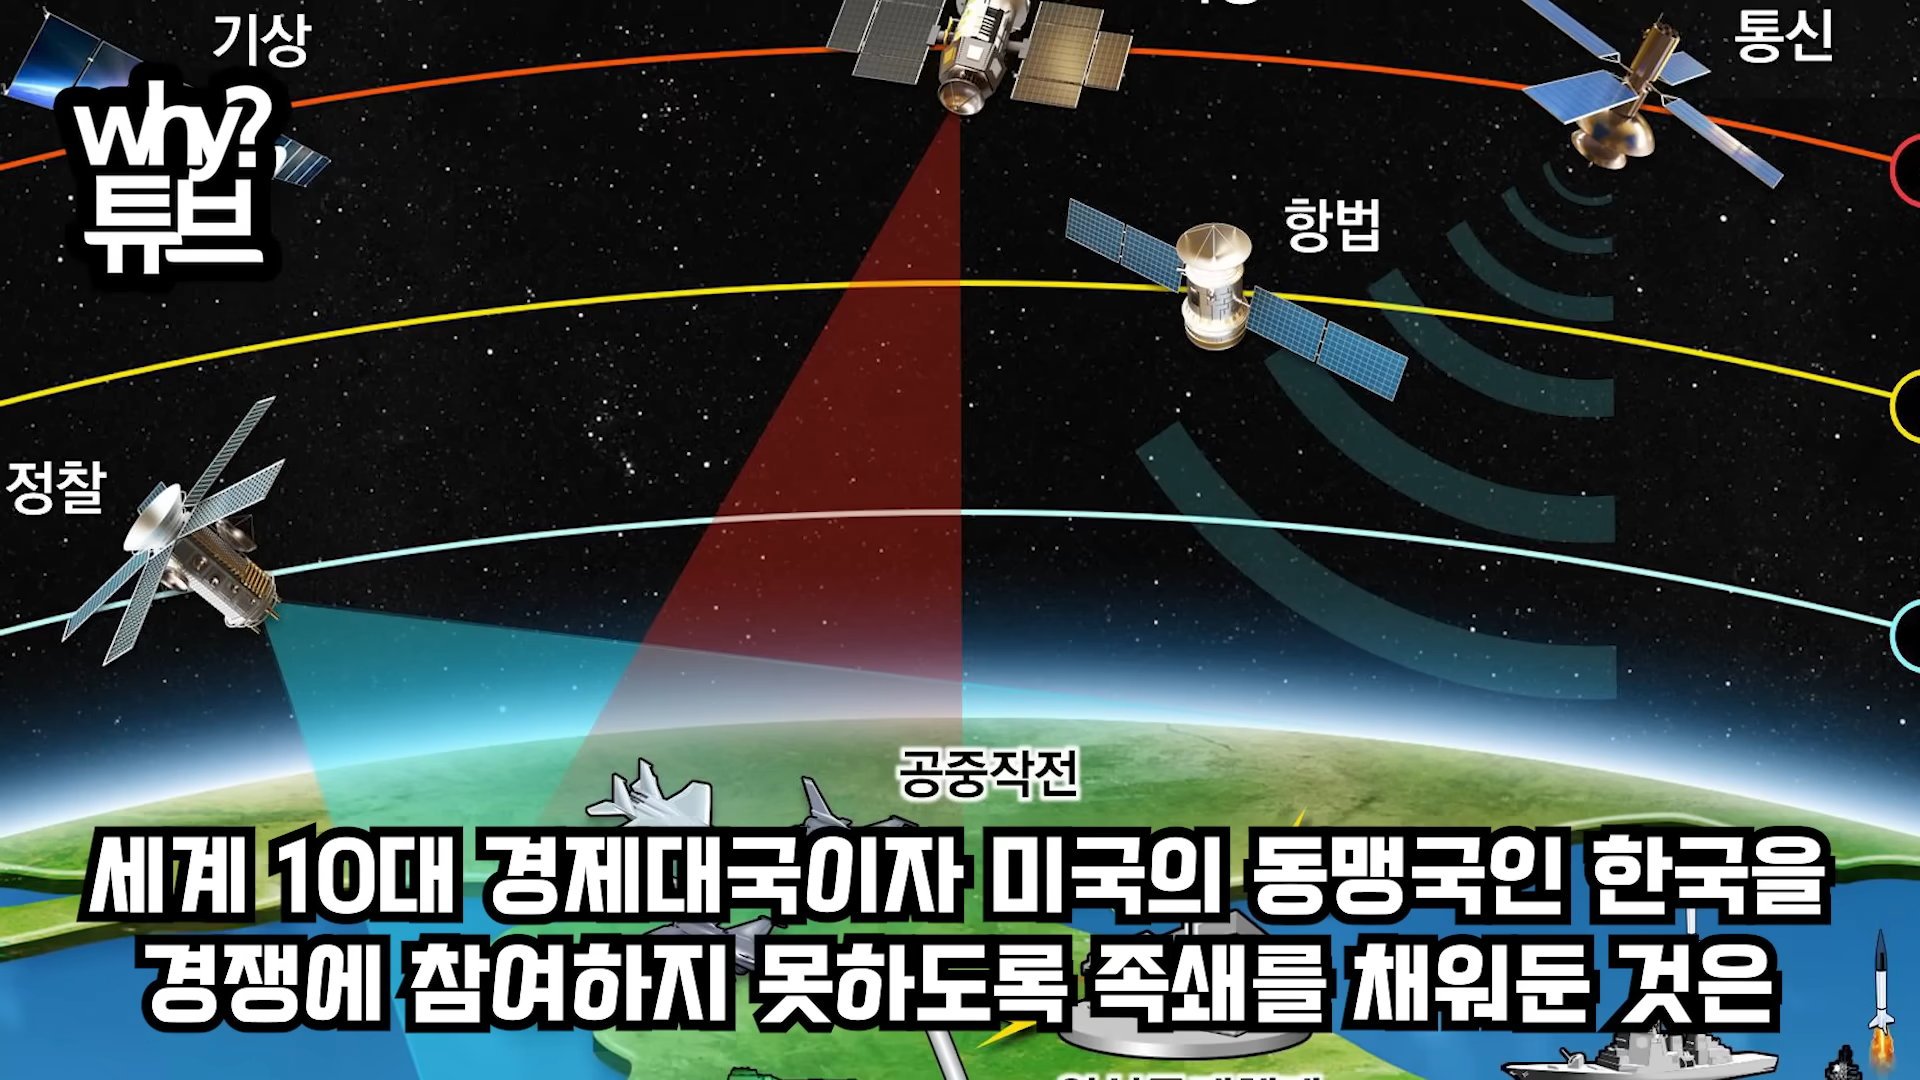 기상
통신
why?
튜브
항법
정찰
공중작전
세계 10대 경제대국이자 미국의 동맹국인 한국을
경쟁에 참여하지 못하도록 족쇄를 채워둔 것은